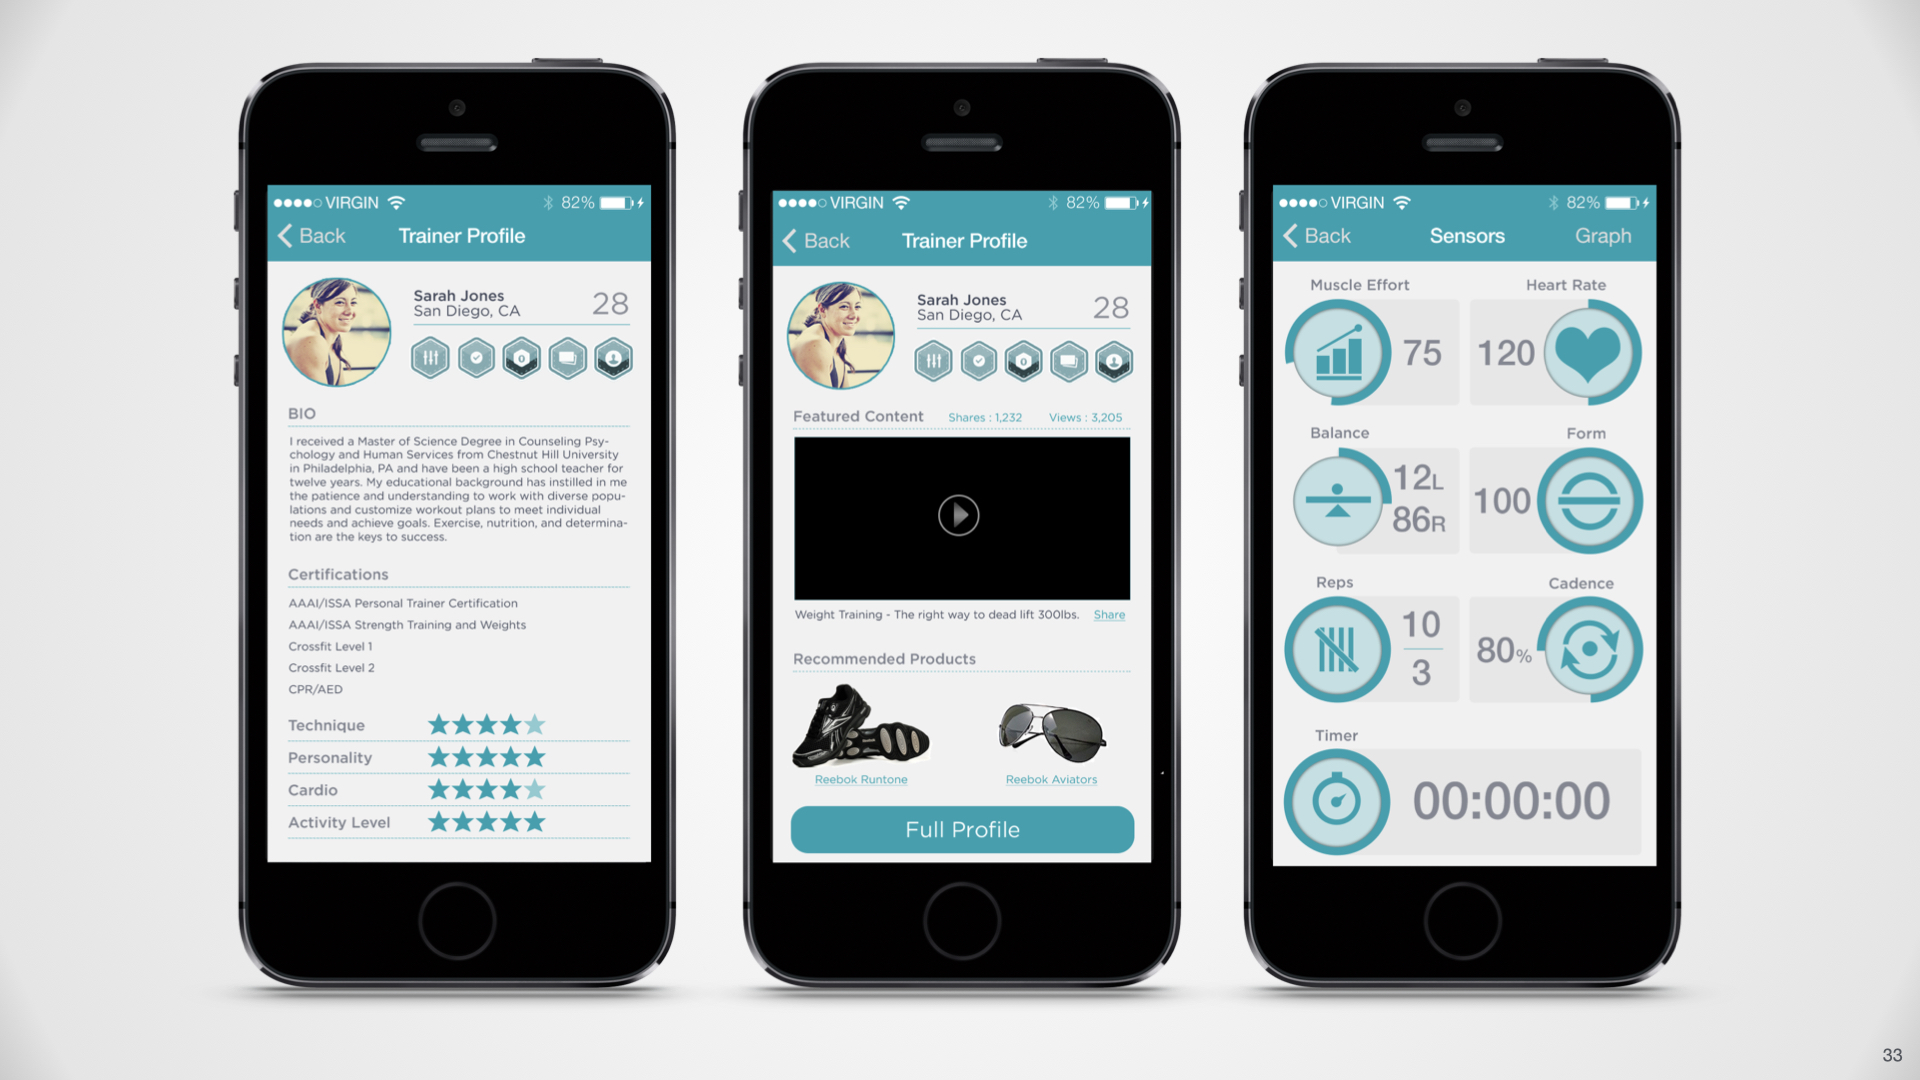 VIRGIN 82%
Back Trainer Profile
Sarah Jones
San Diego, CA
28
BIO
I received a Master of Science Degree in Counseling Psy-
chology and Human Services from Chestnut Hill University
in Philadelphia, PA and have been a high school teacher for
twelve years. My educational background has instilled in me
the patience and understanding to work with diverse popu-
lations and customize workout plans to meet individual
needs and achieve goals. Exercise, nutrition, and determina-
tion are the keys to success.
Certifications
AAAI/ISSA Personal Trainer Certification
AAAI/ISSA Strength Training and Weights
Crossfit Level 1
Crossfit Level 2
CPR/AED
Technique
Personality
Cardio
Activity Level
VIRGIN 82%
Back Trainer Profile
Sarah Jones
San Diego, CA
28
Featured Content Shares : 1,232 Views : 3,205
Weight Training - The right way to dead lift 300lbs. Share
Recommended Products
Reebok Runtone Reebok Aviators
Full Profile
VIRGIN 82%
Back Sensors Graph
Muscle Effort Heart Rate
75 120
Balance Form
12L
86R
100
Reps Cadence
10
3
80%
Timer
00:00:00
33